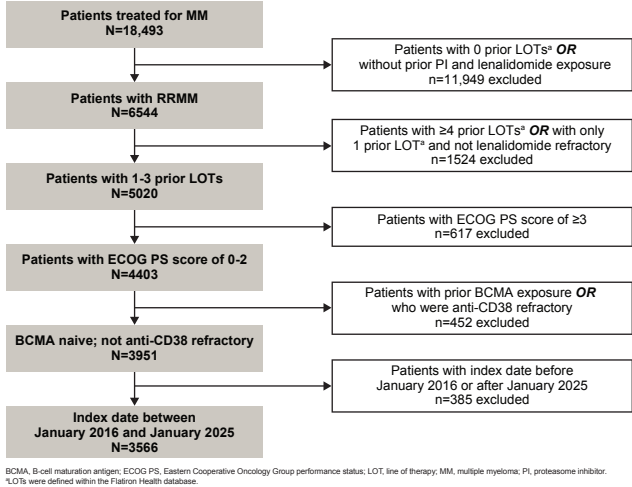 Patients treated for MM
N=18,493
Patients with 0 prior LOTsᵃ OR
without prior PI and lenalidomide exposure
n=11,949 excluded
Patients with RRMM
N=6544
Patients with ≥4 prior LOTsᵃ OR with only
1 prior LOTᵃ and not lenalidomide refractory
n=1524 excluded
Patients with 1-3 prior LOTs
N=5020
Patients with ECOG PS score of ≥3
n=617 excluded
Patients with ECOG PS score of 0-2
N=4403
Patients with prior BCMA exposure OR
who were anti-CD38 refractory
n=452 excluded
BCMA naive; not anti-CD38 refractory
N=3951
Patients with index date before
January 2016 or after January 2025
n=385 excluded
Index date between
January 2016 and January 2025
N=3566
BCMA, B-cell maturation antigen; ECOG PS, Eastern Cooperative Oncology Group performance status; LOT, line of therapy; MM, multiple myeloma; PI, proteasome inhibitor.
ᵃLOTs were defined within the Flatiron Health database.